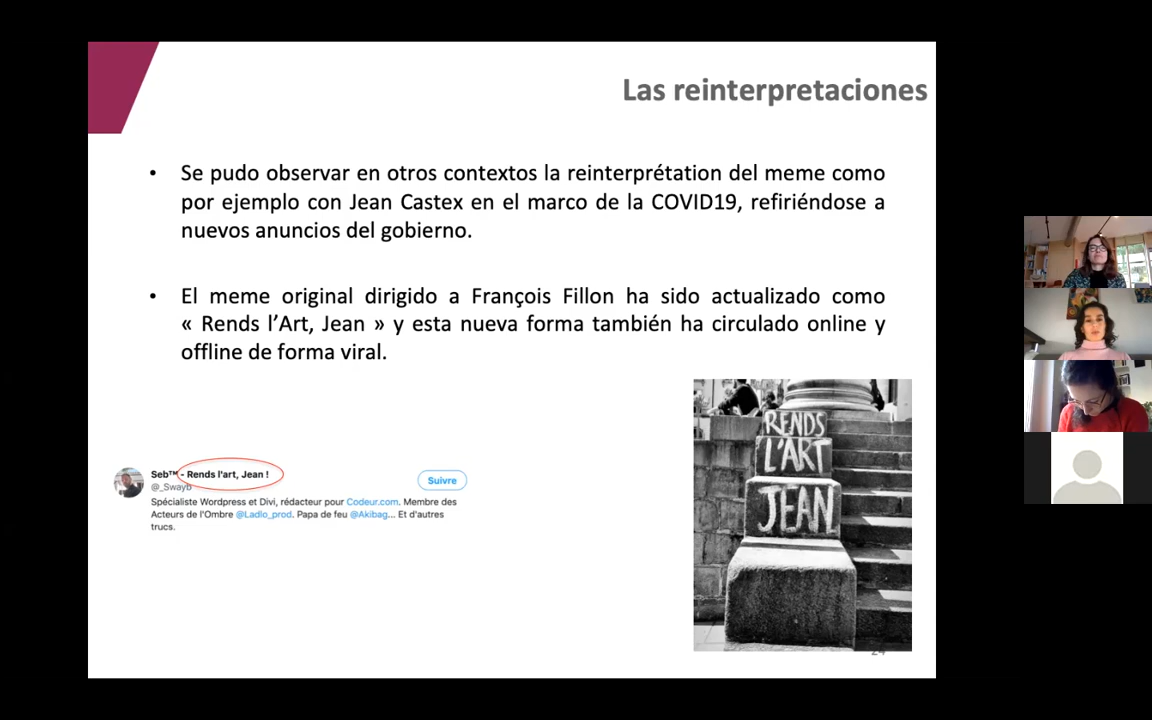 Las reinterpretaciones
• Se pudo observar en otros contextos la reinterprétation del meme como
por ejemplo con Jean Castex en el marco de la COVID19, refiriéndose a
nuevos anuncios del gobierno.
• El meme original dirigido a François Fillon ha sido actualizado como
« Rends l’Art, Jean » y esta nueva forma también ha circulado online y
offline de forma viral.
Seb™ - Rends l'art, Jean !
@_Swayb
Suivre
Spécialiste Wordpress et Divi, rédacteur pour Codeur.com. Membre des
Acteurs de l'Ombre @Ladlo_prod. Papa de feu @Akibag... Et d'autres
trucs.
RENDS
L'ART
JEAN
24